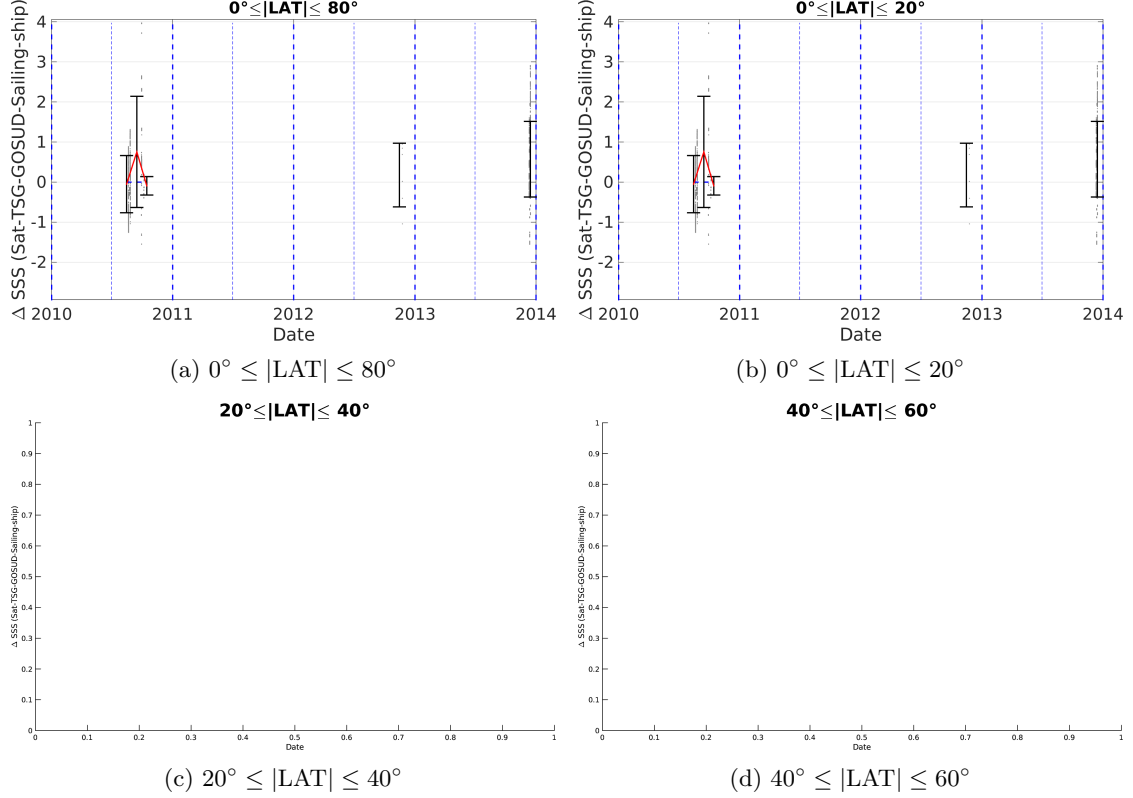 0°≤|LAT|≤ 80°
Δ SSS (Sat-TSG-GOSUD-Sailing-ship)
4
3
2
1
0
-1
-2
2010 2011 2012 2013 2014
Date
(a) 0° ≤ |LAT| ≤ 80°
0°≤|LAT|≤ 20°
Δ SSS (Sat-TSG-GOSUD-Sailing-ship)
4
3
2
1
0
-1
-2
2010 2011 2012 2013 2014
Date
(b) 0° ≤ |LAT| ≤ 20°
20°≤|LAT|≤ 40°
Δ SSS (Sat-TSG-GOSUD-Sailing-ship)
1
0.9
0.8
0.7
0.6
0.5
0.4
0.3
0.2
0.1
0
0 0.1 0.2 0.3 0.4 0.5 0.6 0.7 0.8 0.9 1
Date
(c) 20° ≤ |LAT| ≤ 40°
40°≤|LAT|≤ 60°
Δ SSS (Sat-TSG-GOSUD-Sailing-ship)
1
0.9
0.8
0.7
0.6
0.5
0.4
0.3
0.2
0.1
0
0 0.1 0.2 0.3 0.4 0.5 0.6 0.7 0.8 0.9 1
Date
(d) 40° ≤ |LAT| ≤ 60°